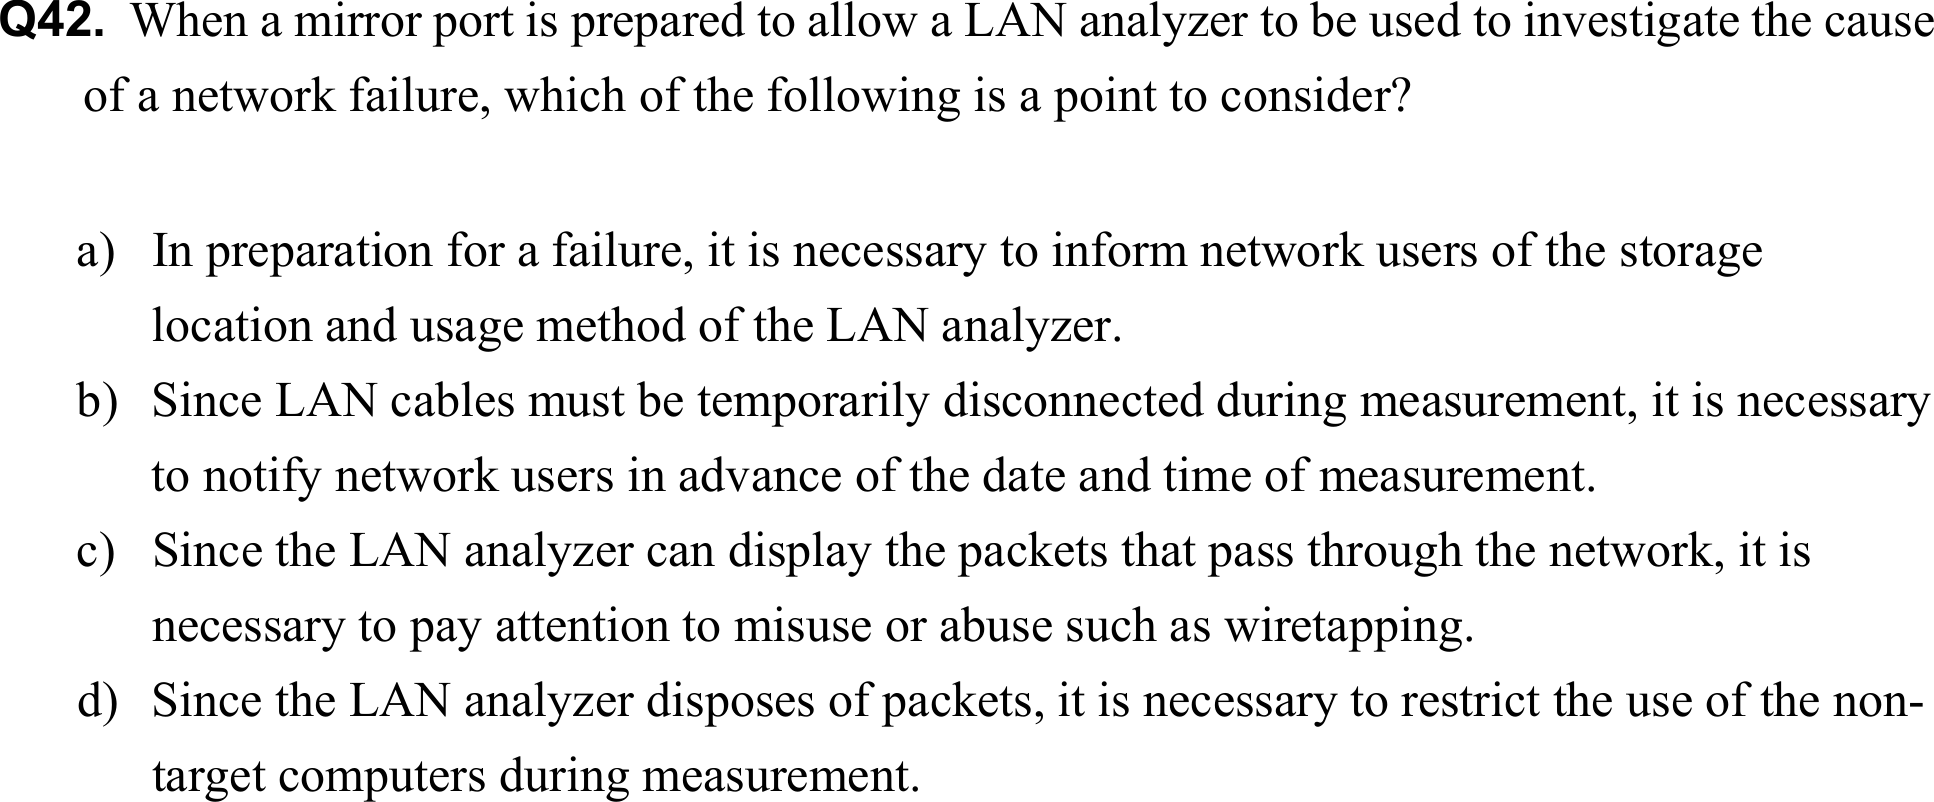 Q42. When a mirror port is prepared to allow a LAN analyzer to be used to investigate the cause
of a network failure, which of the following is a point to consider?
a) In preparation for a failure, it is necessary to inform network users of the storage
location and usage method of the LAN analyzer.
b) Since LAN cables must be temporarily disconnected during measurement, it is necessary
to notify network users in advance of the date and time of measurement.
c) Since the LAN analyzer can display the packets that pass through the network, it is
necessary to pay attention to misuse or abuse such as wiretapping.
d) Since the LAN analyzer disposes of packets, it is necessary to restrict the use of the non-
target computers during measurement.